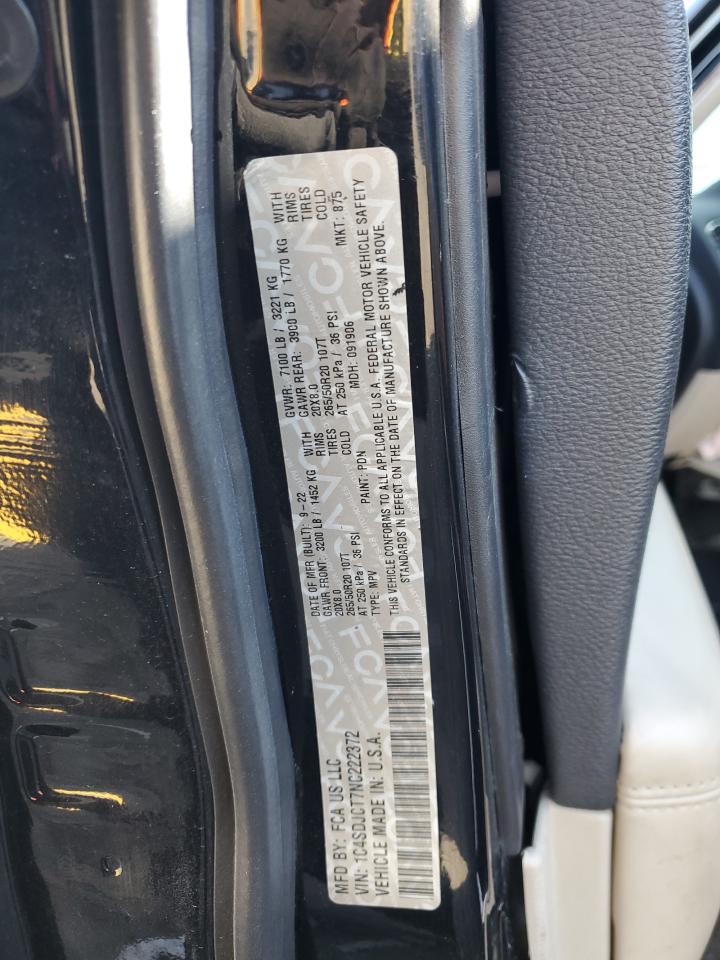 MFD BY: FCA US LLC
VIN: 1C4SDJCT7NC222372
VEHICLE MADE IN: U.S.A.
DATE OF MFR (BUILT): 9-22 GVWR: 7100 LB / 3221 KG
GAWR FRONT: 3200 LB / 1452 KG WITH GAWR REAR: 3900 LB / 1770 KG WITH
20X8.0 RIMS 20X8.0 RIMS
265/50R20 107T TIRES 265/50R20 107T TIRES
AT 250 kPa / 36 PSI COLD AT 250 kPa / 36 PSI COLD
TYPE: MPV PAINT: PDN MDH: 091906 MKT: 875
THIS VEHICLE CONFORMS TO ALL APPLICABLE U.S.A. FEDERAL MOTOR VEHICLE SAFETY
STANDARDS IN EFFECT ON THE DATE OF MANUFACTURE SHOWN ABOVE.